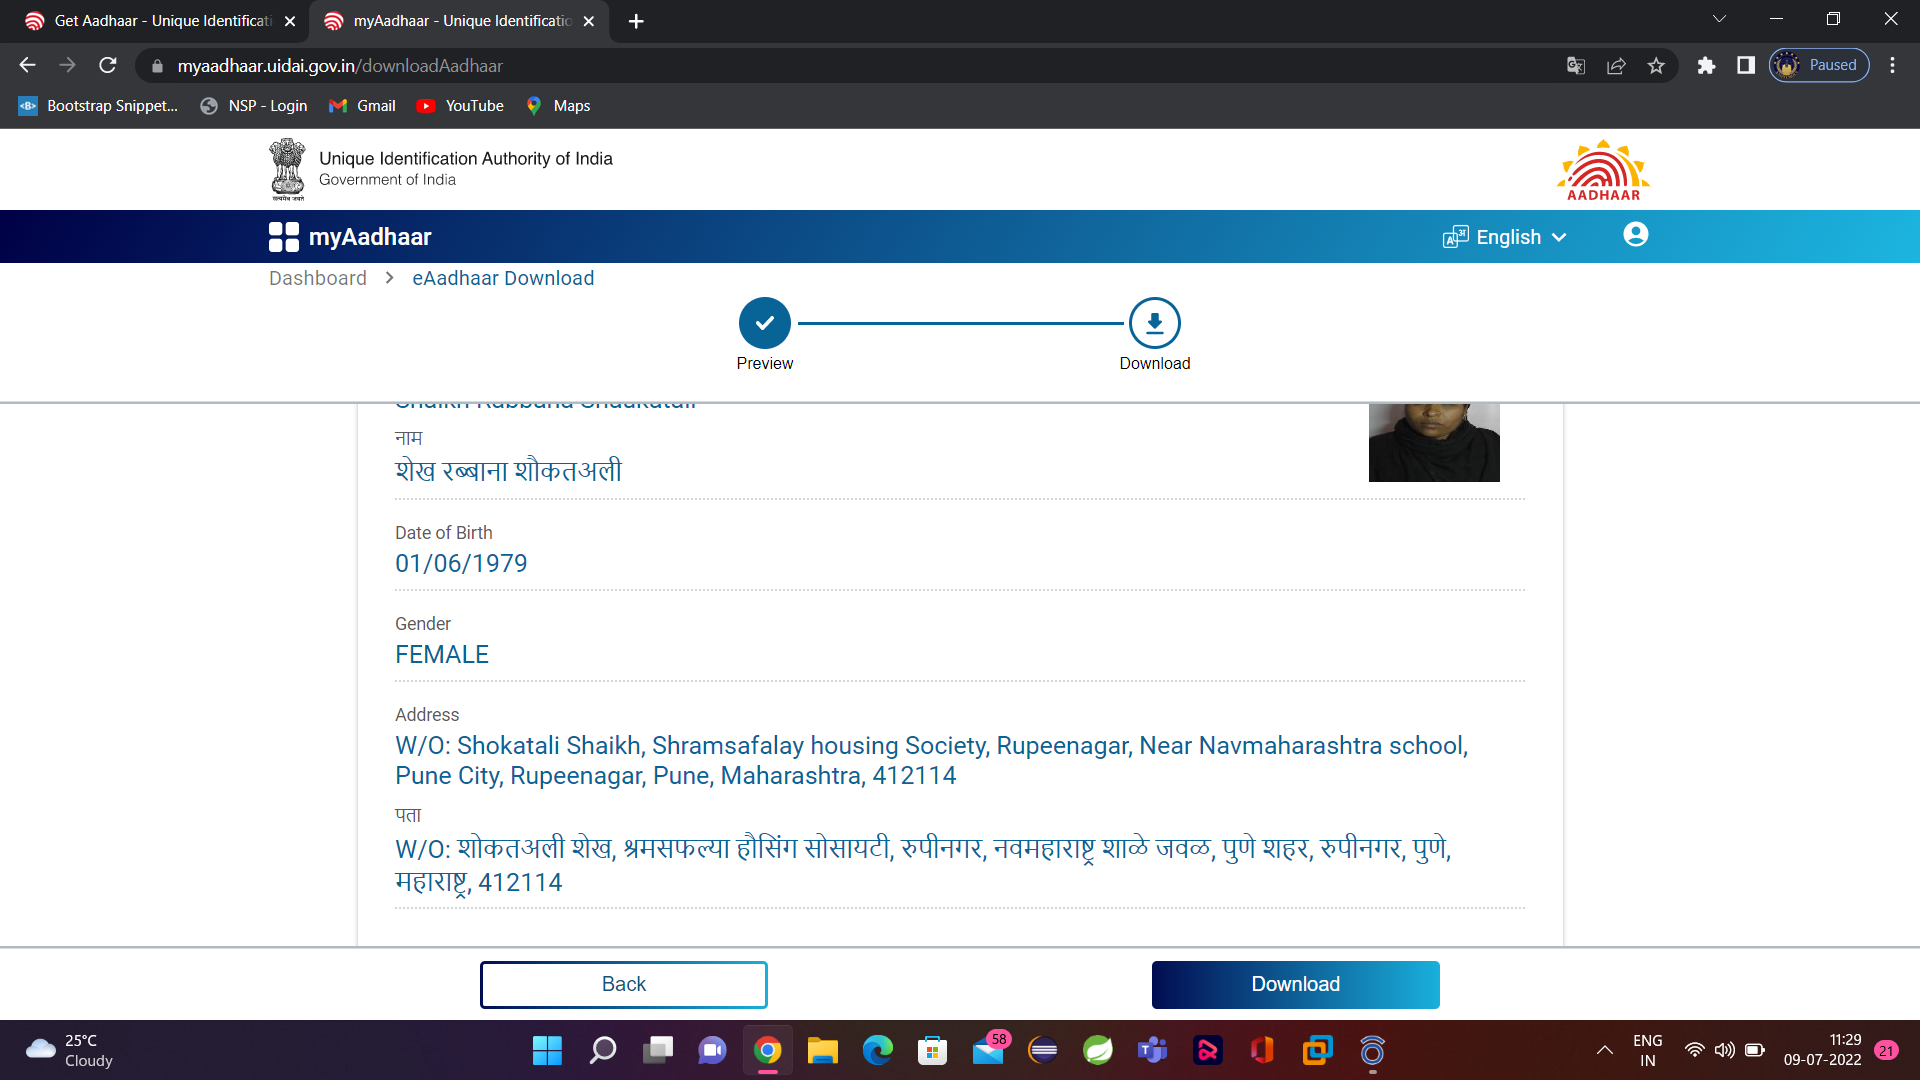 Get Aadhaar - Unique Identificati
myAadhaar - Unique Identificatio
myaadhaar.uidai.gov.in/downloadAadhaar
Paused
Bootstrap Snippet...
NSP - Login
Gmail
YouTube
Maps
सत्यमेव जयते
Unique Identification Authority of India
Government of India
AADHAAR
myAadhaar
English
Dashboard > eAadhaar Download
Preview
Download
नाम
शेख रब्बाना शौकतअली
Date of Birth
01/06/1979
Gender
FEMALE
Address
W/O: Shokatali Shaikh, Shramsafalay housing Society, Rupeenagar, Near Navmaharashtra school,
Pune City, Rupeenagar, Pune, Maharashtra, 412114
पता
W/O: शोकतअली शेख, श्रमसफल्या हौसिंग सोसायटी, रुपीनगर, नवमहाराष्ट्र शाळे जवळ, पुणे शहर, रुपीनगर, पुणे,
महाराष्ट्र, 412114
Back
Download
25°C
Cloudy
58
ENG
IN
11:29
09-07-2022
21